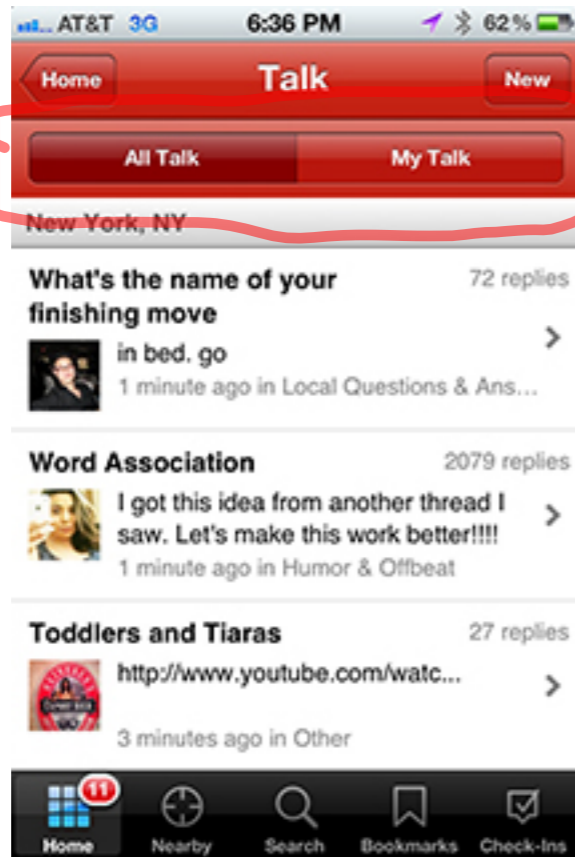 AT&T 3G 6:36 PM 62%
Home Talk New
All Talk My Talk
New York, NY
What's the name of your 72 replies
finishing move
in bed. go
1 minute ago in Local Questions & Ans...
Word Association 2079 replies
I got this idea from another thread I
saw. Let's make this work better!!!!
1 minute ago in Humor & Offbeat
Toddlers and Tiaras 27 replies
http://www.youtube.com/watc...
3 minutes ago in Other
11
Home Nearby Search Bookmarks Check-Ins